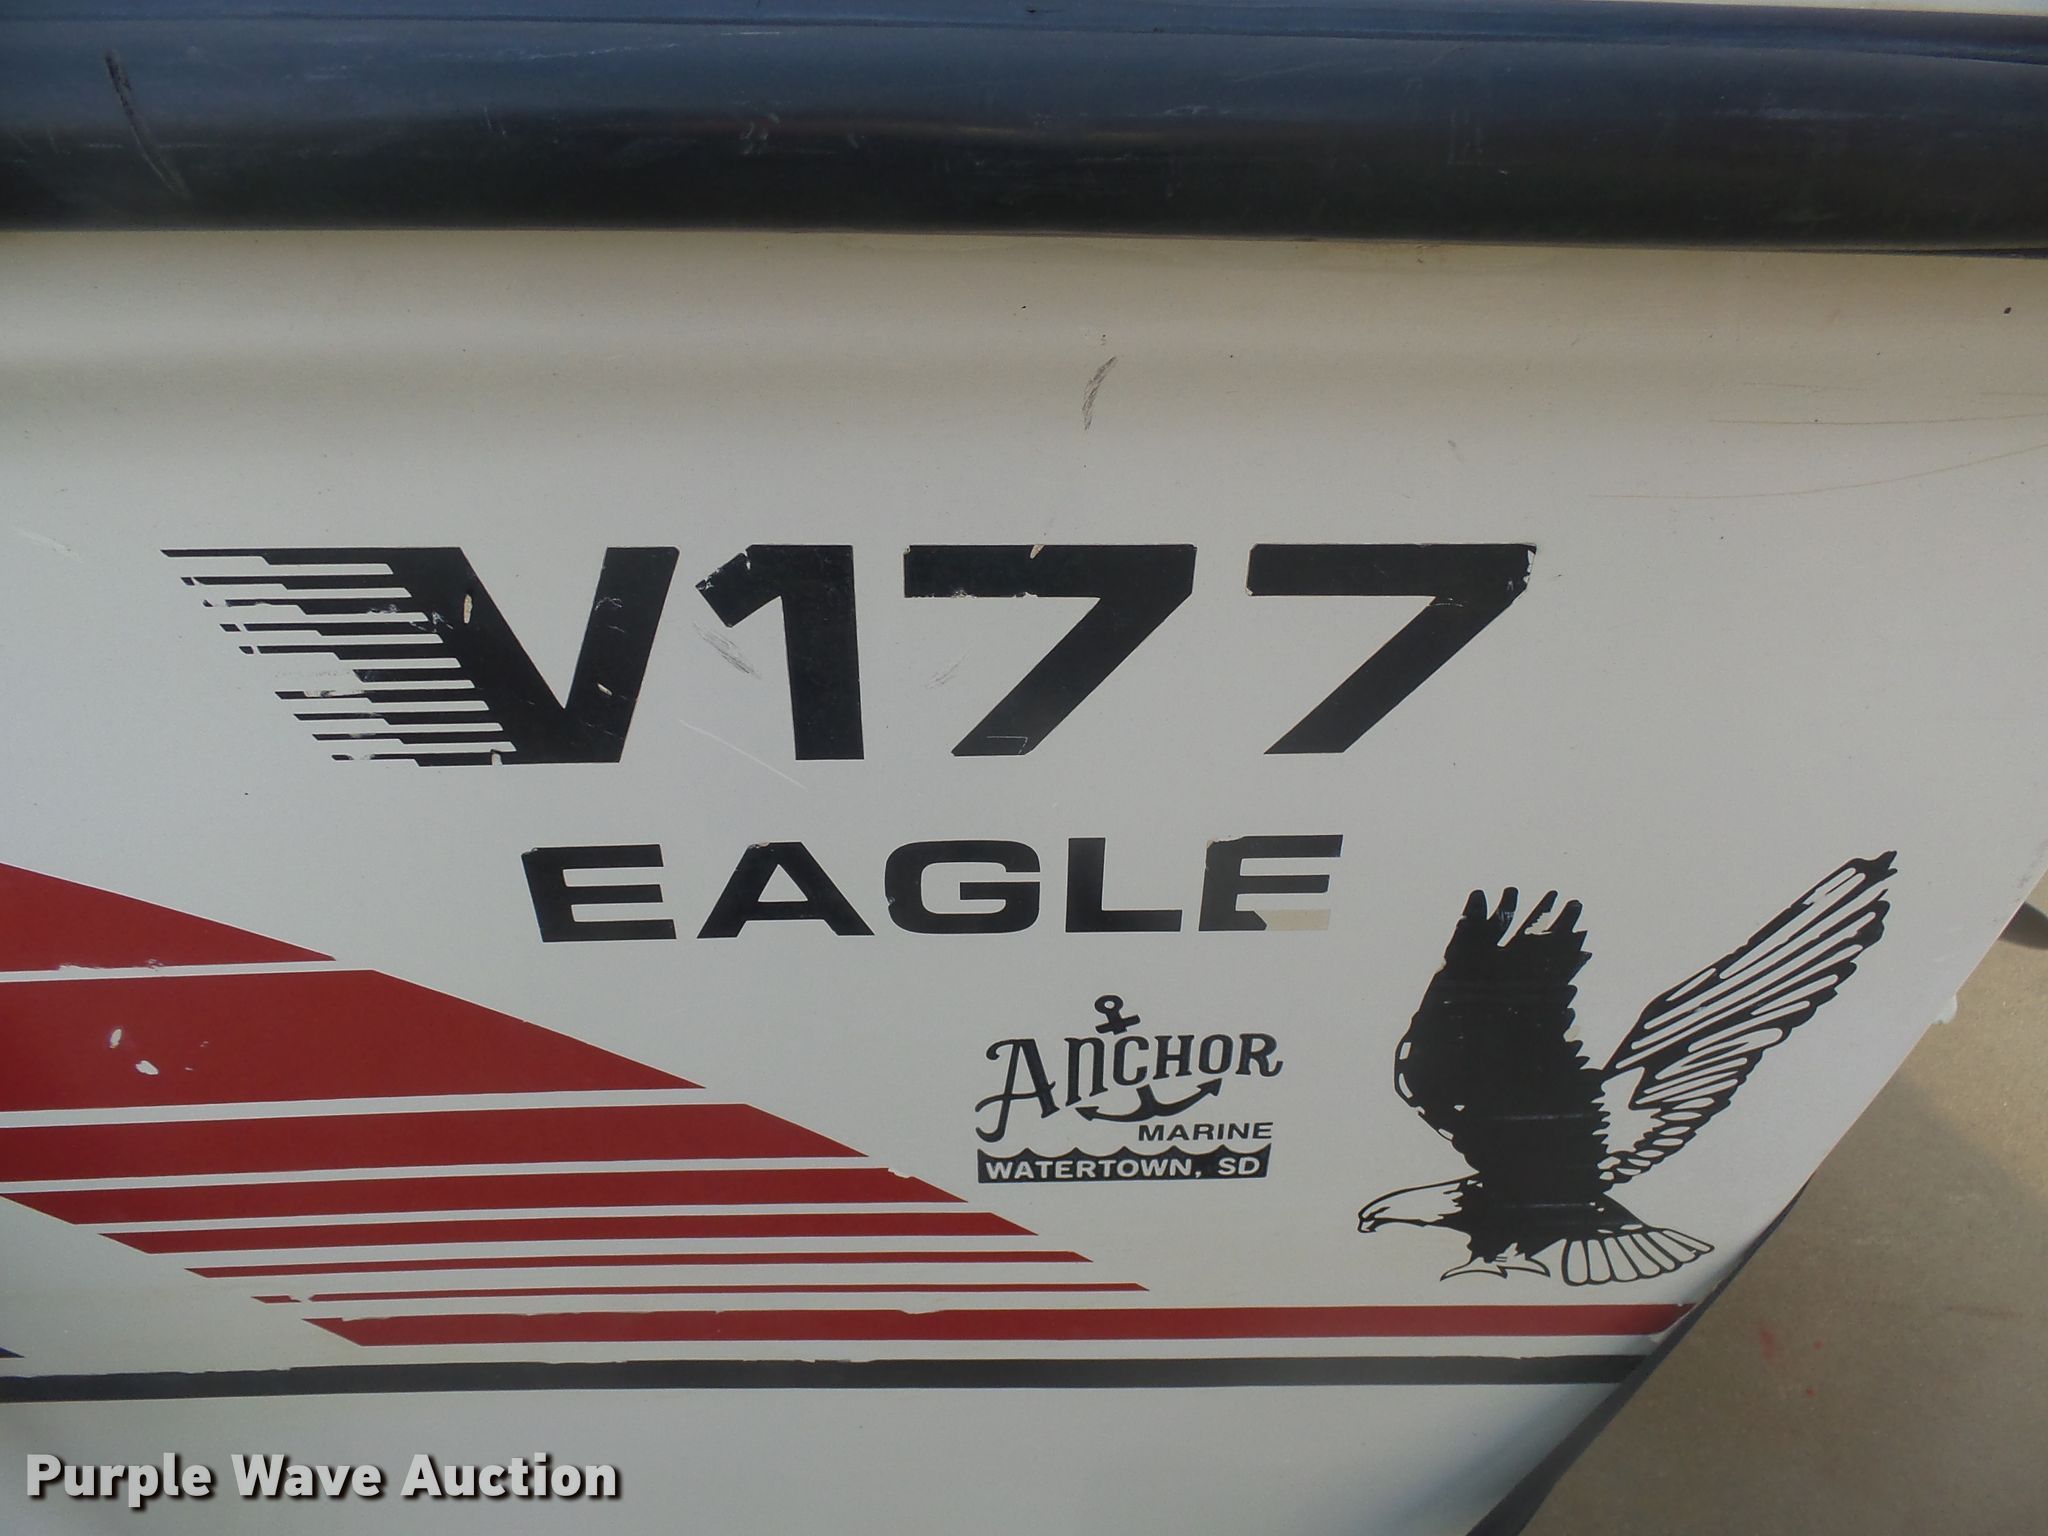 V177
EAGLE
ANCHOR
MARINE
WATERTOWN, SD
Purple Wave Auction